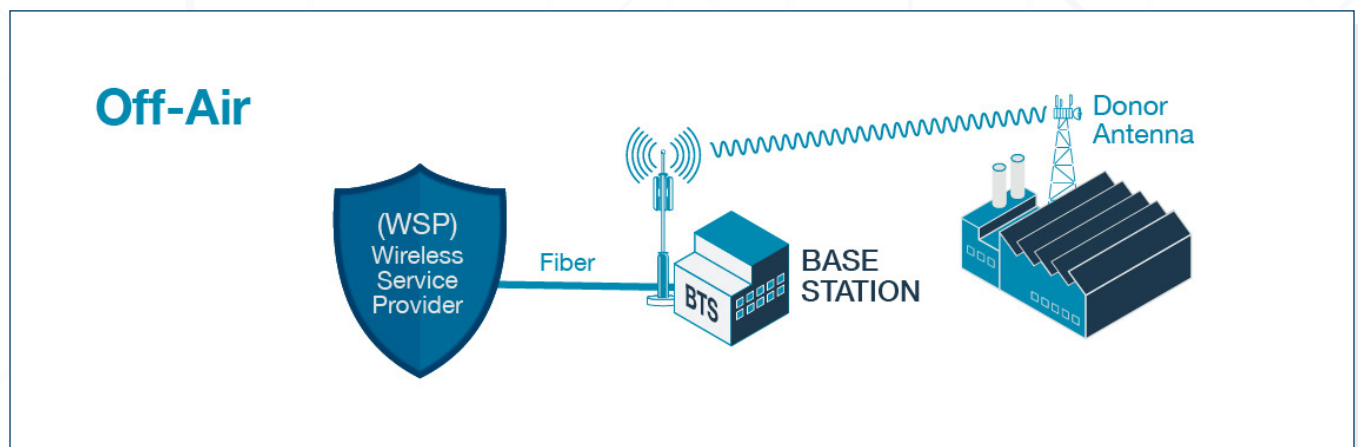 Off-Air
(WSP)
Wireless
Service
Provider
Fiber
BTS
BASE
STATION
Donor
Antenna